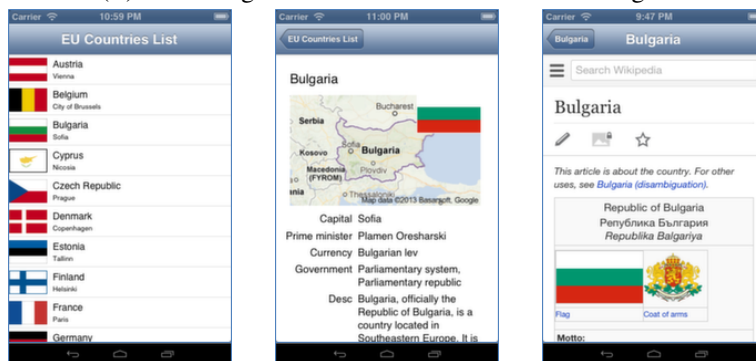 Carrier 10:59 PM
EU Countries List
Austria
Vienna
Belgium
City of Brussels
Bulgaria
Sofia
Cyprus
Nicosia
Czech Republic
Prague
Denmark
Copenhagen
Estonia
Tallinn
Finland
Helsinki
France
Paris
Germany
Carrier 11:00 PM
EU Countries List
Bulgaria
Bucharest
Serbia
Sofia
Kosovo
Bulgaria
Macedonia Plovdiv
(FYROM)
ania
Thessaloniki
Map data ©2013 Basarsoft, Google
Capital Sofia
Prime minister Plamen Oresharski
Currency Bulgarian lev
Government Parliamentary system,
Parliamentary republic
Desc Bulgaria, officially the
Republic of Bulgaria, is a
country located in
Southeastern Europe. It is
Carrier 9:47 PM
Bulgaria Bulgaria
Search Wikipedia
Bulgaria
This article is about the country. For other
uses, see Bulgaria (disambiguation).
Republic of Bulgaria
Република България
Republika Balgariya
Flag Coat of arms
Motto: